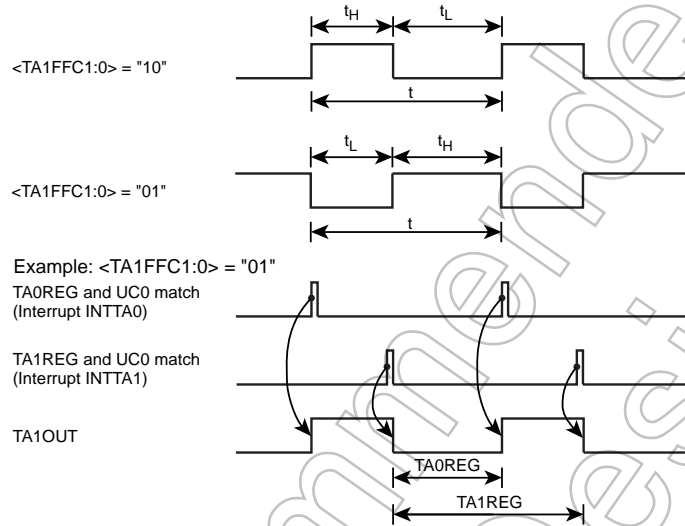 tH tL
<TA1FFC1:0> = "10"
t
tL tH
<TA1FFC1:0> = "01"
t
Example: <TA1FFC1:0> = "01"
TA0REG and UC0 match
(Interrupt INTTA0)
TA1REG and UC0 match
(Interrupt INTTA1)
TA1OUT
TA0REG
TA1REG